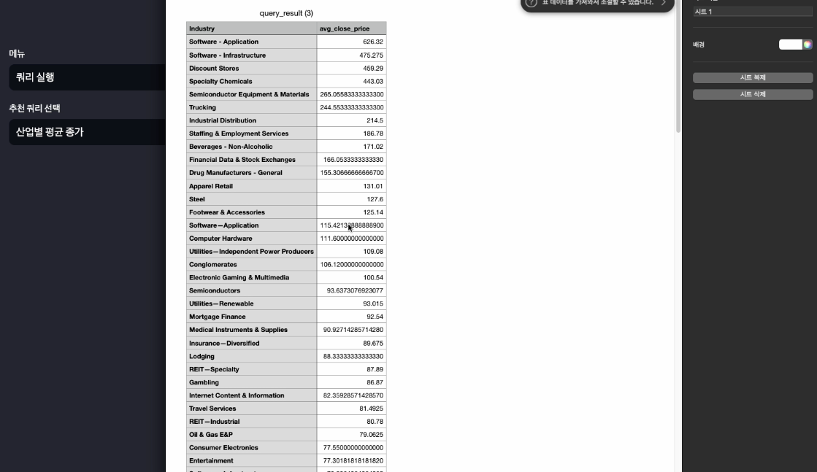 메뉴
쿼리 실행
추천 쿼리 선택
산업별 평균 종가
query_result (3)
Industry avg_close_price
Software - Application 626.32
Software - Infrastructure 475.275
Discount Stores 459.29
Specialty Chemicals 443.03
Semiconductor Equipment & Materials 265.05583333333300
Trucking 244.55333333333300
Industrial Distribution 214.5
Staffing & Employment Services 186.78
Beverages - Non-Alcoholic 171.02
Financial Data & Stock Exchanges 166.0533333333330
Drug Manufacturers - General 155.30666666666700
Apparel Retail 131.01
Steel 127.6
Footwear & Accessories 125.14
Software—Application
Computer Hardware 111.60000000000000
Utilities—Independent Power Producers 109.08
Conglomerates 106.12000000000000
Electronic Gaming & Multimedia 100.54
Semiconductors 93.6373076923077
Utilities—Renewable 93.015
Mortgage Finance 92.54
Medical Instruments & Supplies 90.92714285714280
Insurance—Diversified 89.675
Lodging 88.33333333333330
REIT—Specialty 87.89
Gambling 86.87
Internet Content & Information 82.35928571428570
Travel Services 81.4925
REIT—Industrial 80.78
Oil & Gas E&P 79.0625
Consumer Electronics 77.55000000000000
Entertainment 77.30181818181820
표 데이터를 가져와서 조절할 수 있습니다.
시트 1
배경
시트 복제
시트 삭제